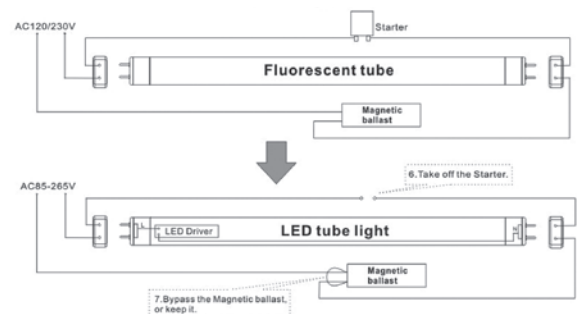 AC120/230V
Starter
Fluorescent tube
Magnetic
ballast
AC85-265V
6.Take off the Starter.
L
LED Driver
LED tube light
N
Magnetic
ballast
7.Bypass the Magnetic ballast,
or keep it.